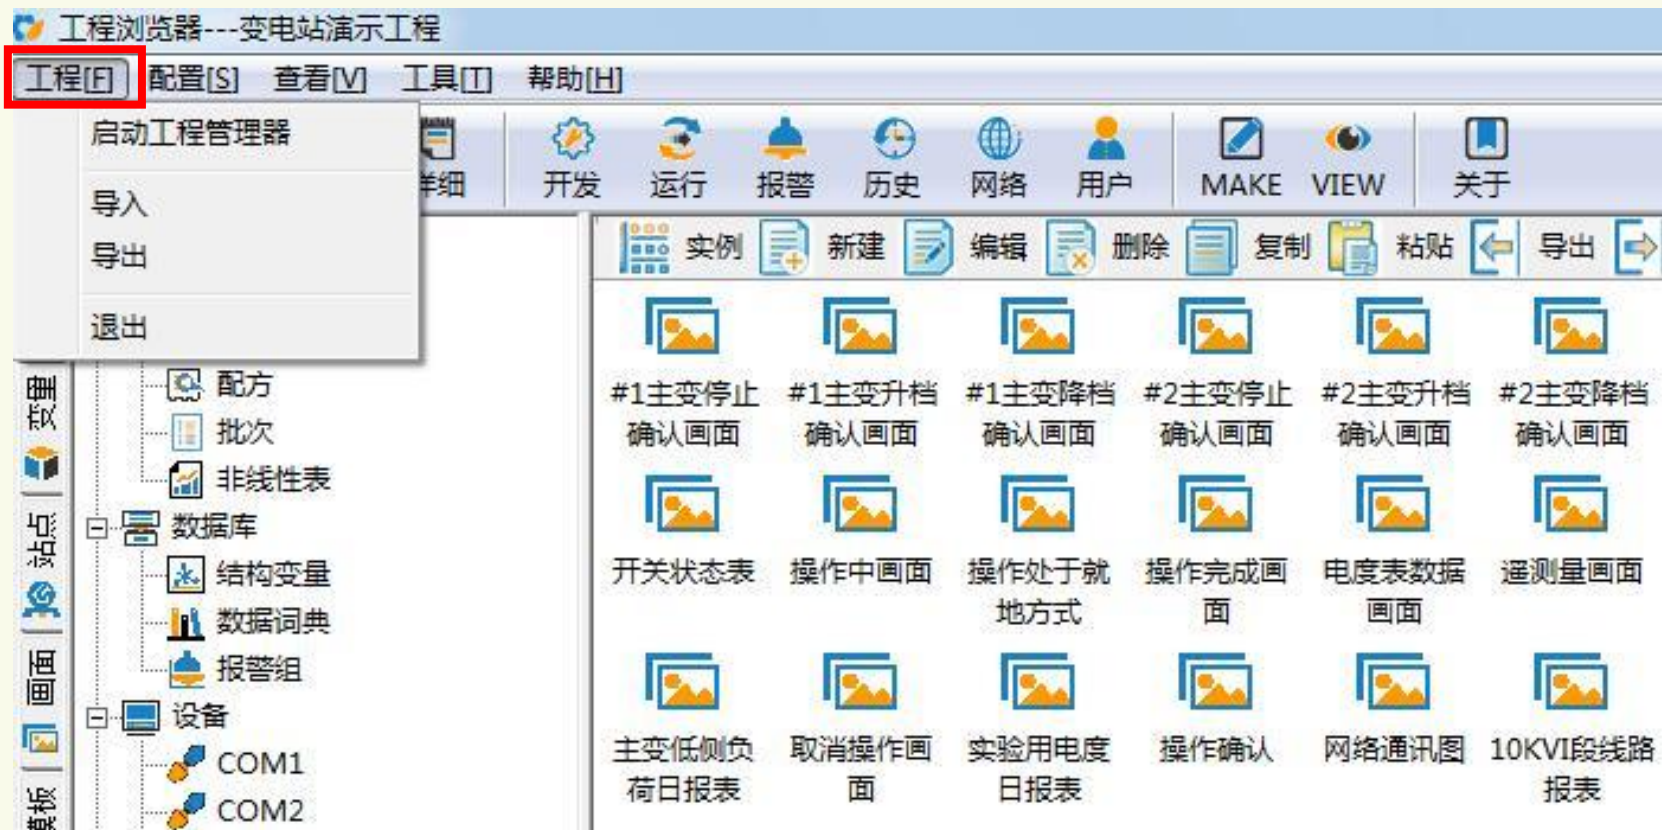 工程浏览器---变电站演示工程
工程[F] 配置[S] 查看[V] 工具[T] 帮助[H]
启动工程管理器
导入
导出
退出
开发 运行 报警 历史 网络 用户 MAKE VIEW 关于
实例 新建 编辑 删除 复制 粘贴 导出
变量
站点
画面
模板
配方
批次
非线性表
数据库
结构变量
数据词典
报警组
设备
COM1
COM2
#1主变停止 #1主变升档 #1主变降档 #2主变停止 #2主变升档 #2主变降档
确认画面 确认画面 确认画面 确认画面 确认画面 确认画面
开关状态表 操作中画面 操作处于就 操作完成画 电度表数据 遥测量画面
地方式 面 画面
主变低侧负 取消操作画 实验用电度 操作确认 网络通讯图 10KVI段线路
荷日报表 面 日报表 报表